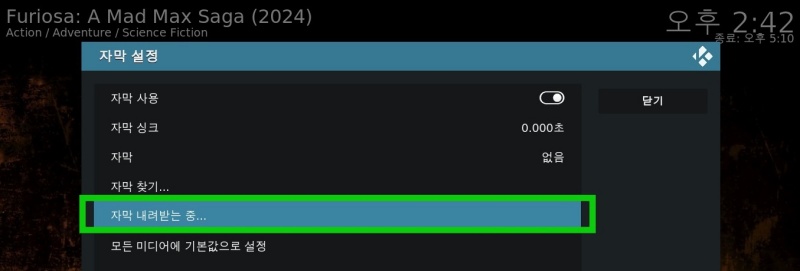 Furiosa: A Mad Max Saga (2024)
Action / Adventure / Science Fiction
오후 2:42
종료: 오후 5:10
자막 설정
자막 사용
자막 싱크 0.000초
자막 없음
자막 찾기...
자막 내려받는 중...
모든 미디어에 기본값으로 설정
닫기